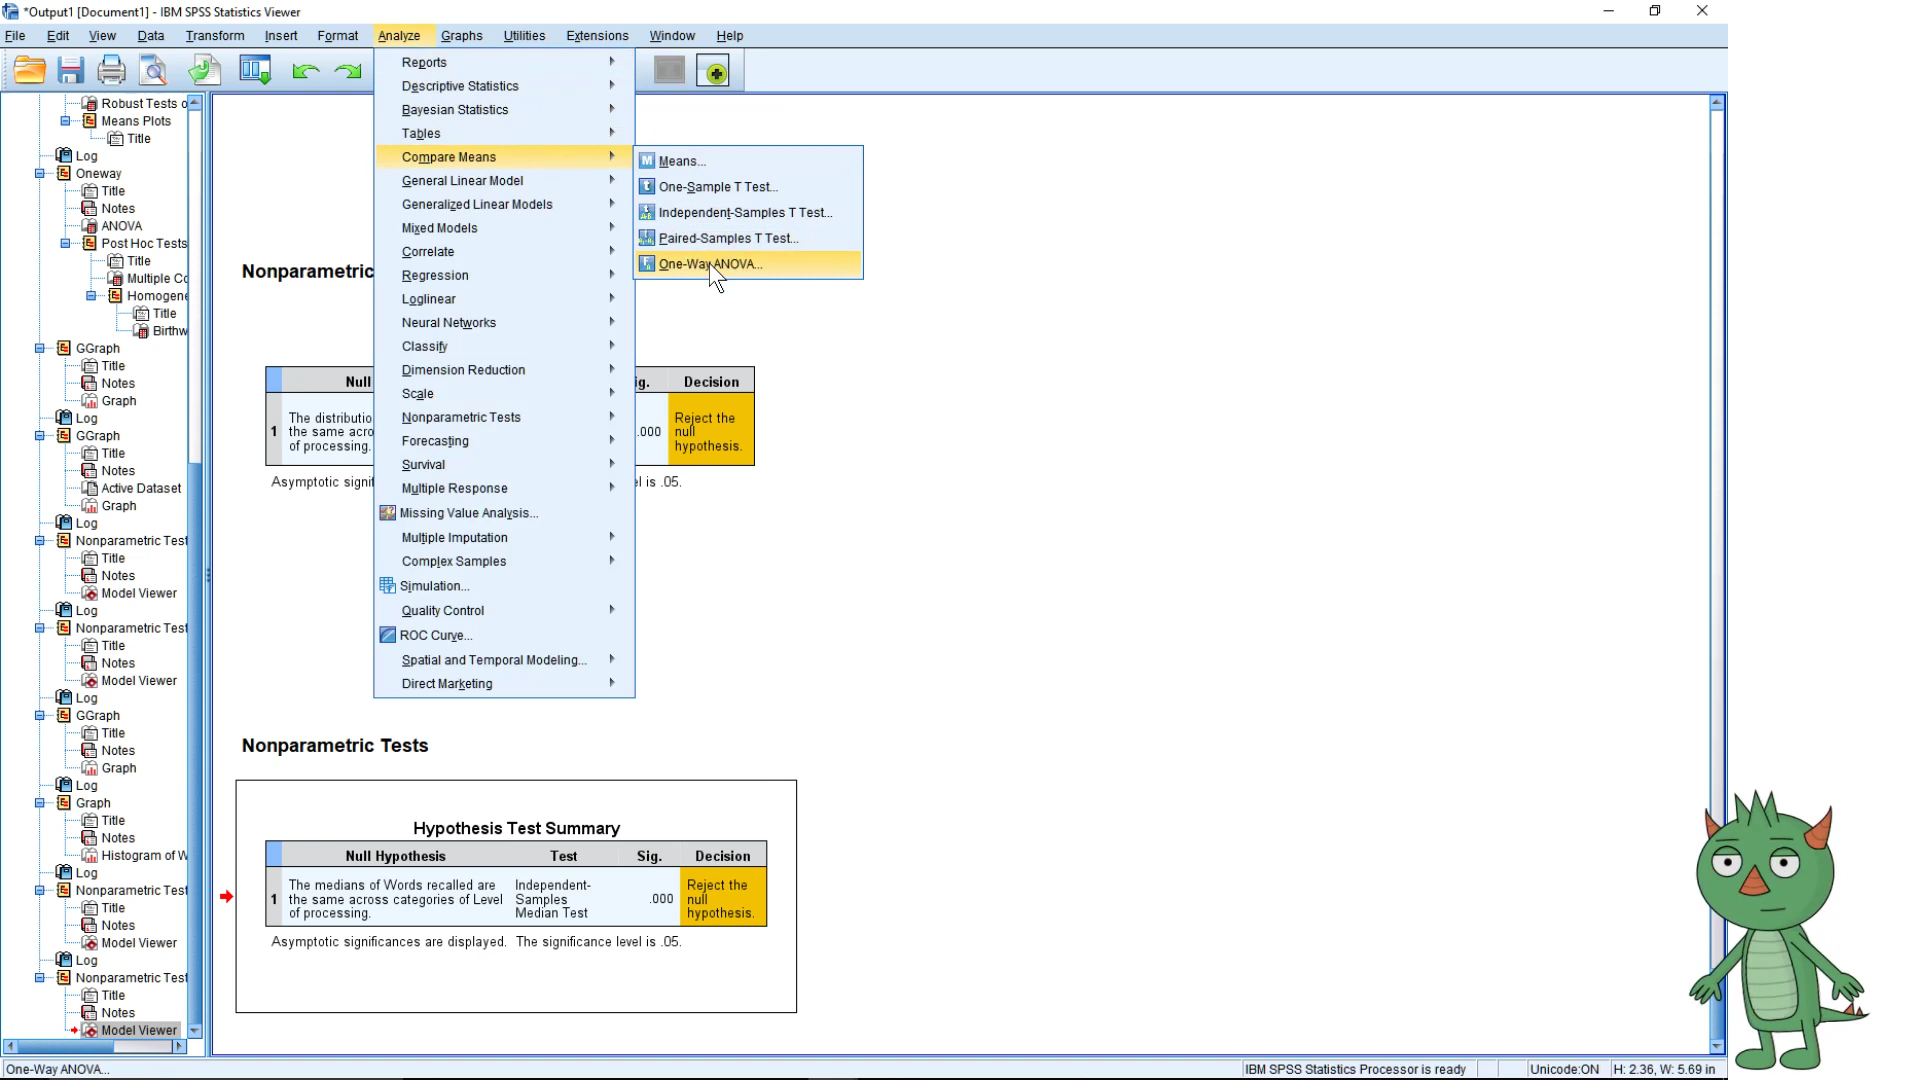 *Output1 [Document1] - IBM SPSS Statistics Viewer
File Edit View Data Transform Insert Format Analyze Graphs Utilities Extensions Window Help
Robust Tests o
Means Plots
Title
Log
Oneway
Title
Notes
ANOVA
Post Hoc Tests
Title
Multiple Co
Homogene
Title
Birthw
GGraph
Title
Notes
Graph
Log
GGraph
Title
Notes
Active Dataset
Graph
Log
Nonparametric Test
Title
Notes
Model Viewer
Log
Nonparametric Test
Title
Notes
Model Viewer
Log
GGraph
Title
Notes
Graph
Log
Graph
Title
Notes
Histogram of W
Log
Nonparametric Test
Title
Notes
Model Viewer
Log
Nonparametric Test
Title
Notes
Model Viewer
Reports
Descriptive Statistics
Bayesian Statistics
Tables
Compare Means
General Linear Model
Generalized Linear Models
Mixed Models
Correlate
Regression
Loglinear
Neural Networks
Classify
Dimension Reduction
Scale
Nonparametric Tests
Forecasting
Survival
Multiple Response
Missing Value Analysis...
Multiple Imputation
Complex Samples
Simulation...
Quality Control
ROC Curve...
Spatial and Temporal Modeling...
Direct Marketing
Means...
One-Sample T Test...
Independent-Samples T Test...
Paired-Samples T Test...
One-Way ANOVA...
Nonparametric
Null ig. Decision
1
The distributio
the same acro
of processing.
.000
Reject the
null
hypothesis.
Asymptotic signif el is .05.
Nonparametric Tests
Hypothesis Test Summary
Null Hypothesis Test Sig. Decision
1
The medians of Words recalled are
the same across categories of Level
of processing.
Independent-
Samples
Median Test
.000
Reject the
null
hypothesis.
Asymptotic significances are displayed. The significance level is .05.
One-Way ANOVA... IBM SPSS Statistics Processor is ready Unicode:ON H: 2.36, W: 5.69 in